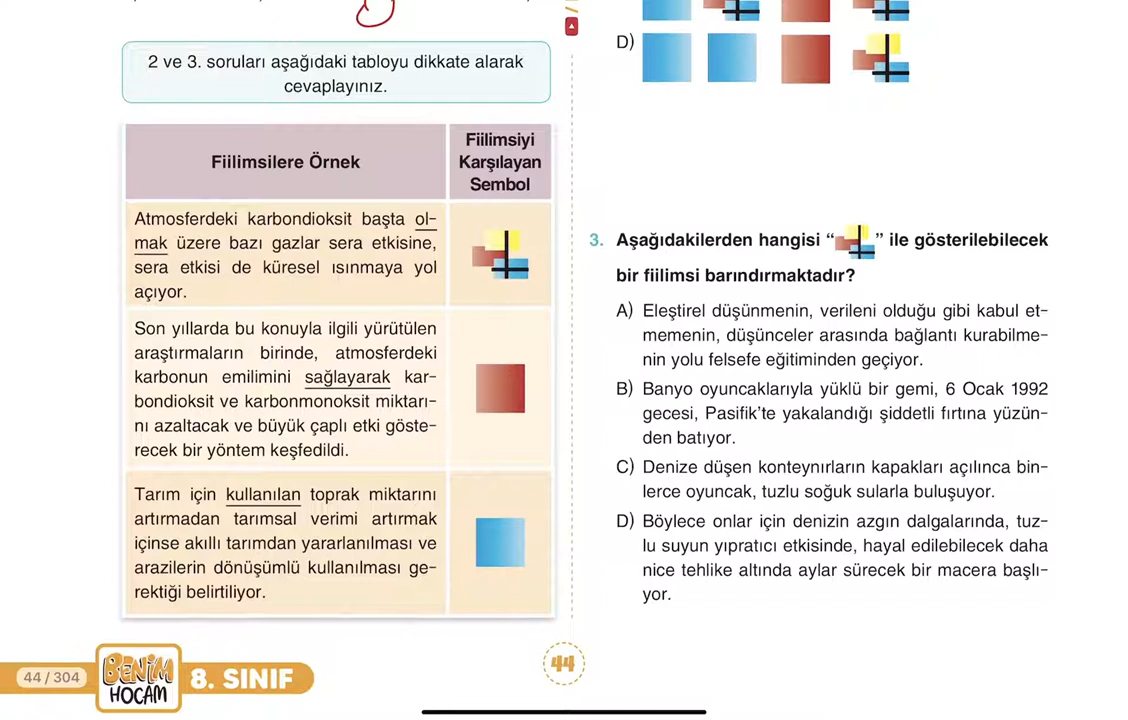 2 ve 3. soruları aşağıdaki tabloyu dikkate alarak
cevaplayınız.
Fiilimsilere Örnek
Fiilimsiyi
Karşılayan
Sembol
Atmosferdeki karbondioksit başta ol-
mak üzere bazı gazlar sera etkisine,
sera etkisi de küresel ısınmaya yol
açıyor.
Son yıllarda bu konuyla ilgili yürütülen
araştırmaların birinde, atmosferdeki
karbonun emilimini sağlayarak kar-
bondioksit ve karbonmonoksit miktarı-
nı azaltacak ve büyük çaplı etki göste-
recek bir yöntem keşfedildi.
Tarım için kullanılan toprak miktarını
artırmadan tarımsal verimi artırmak
içinse akıllı tarımdan yararlanılması ve
arazilerin dönüşümlü kullanılması ge-
rektiği belirtiliyor.
D)
3. Aşağıdakilerden hangisi “ ” ile gösterilebilecek
bir fiilimsi barındırmaktadır?
A) Eleştirel düşünmenin, verileni olduğu gibi kabul et-
memenin, düşünceler arasında bağlantı kurabilme-
nin yolu felsefe eğitiminden geçiyor.
B) Banyo oyuncaklarıyla yüklü bir gemi, 6 Ocak 1992
gecesi, Pasifik’te yakalandığı şiddetli fırtına yüzün-
den batıyor.
C) Denize düşen konteynırların kapakları açılınca bin-
lerce oyuncak, tuzlu soğuk sularla buluşuyor.
D) Böylece onlar için denizin azgın dalgalarında, tuz-
lu suyun yıpratıcı etkisinde, hayal edilebilecek daha
nice tehlike altında aylar sürecek bir macera başlı-
yor.
44 / 304
BENİM
HOCAM
8. SINIF
44